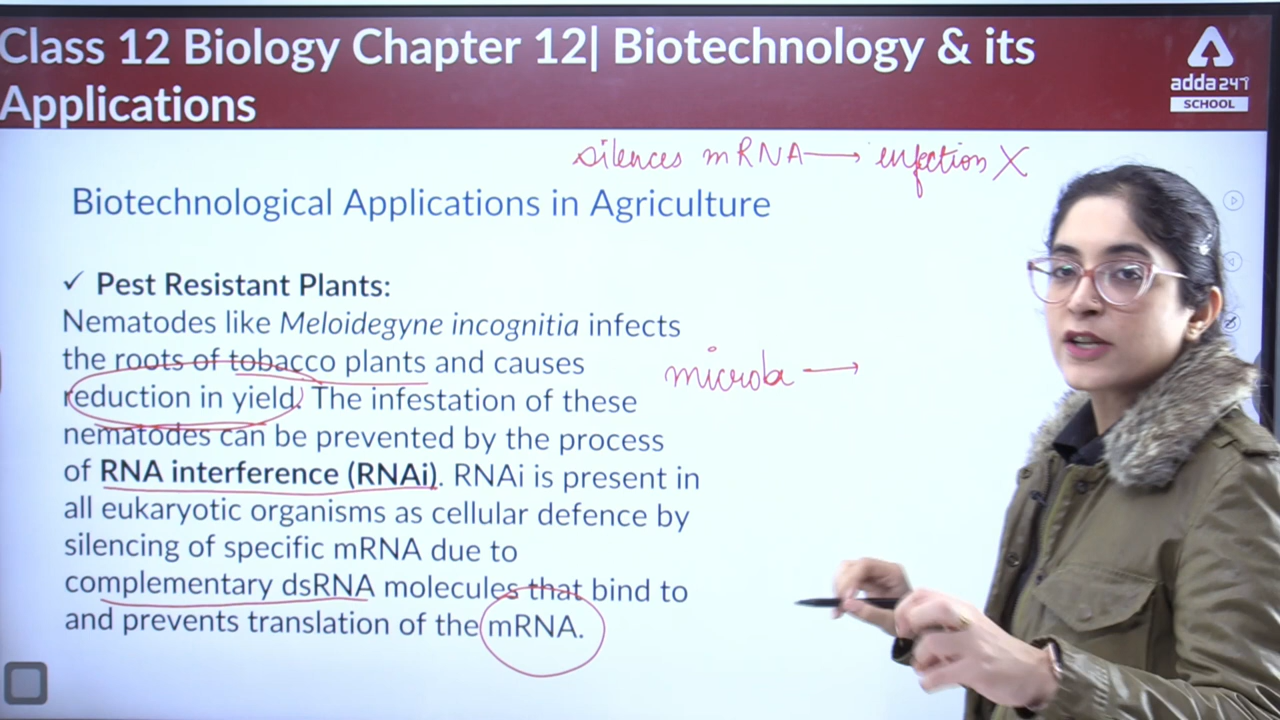 Class 12 Biology Chapter 12| Biotechnology & its
Applications
adda247
SCHOOL
silences mRNA⟶ infection X
Biotechnological Applications in Agriculture
✓ Pest Resistant Plants:
Nematodes like Meloidegyne incognitia infects
the roots of tobacco plants and causes
reduction in yield. The infestation of these
nematodes can be prevented by the process
of RNA interference (RNAi). RNAi is present in
all eukaryotic organisms as cellular defence by
silencing of specific mRNA due to
complementary dsRNA molecules that bind to
and prevents translation of the mRNA.
microba ⟶